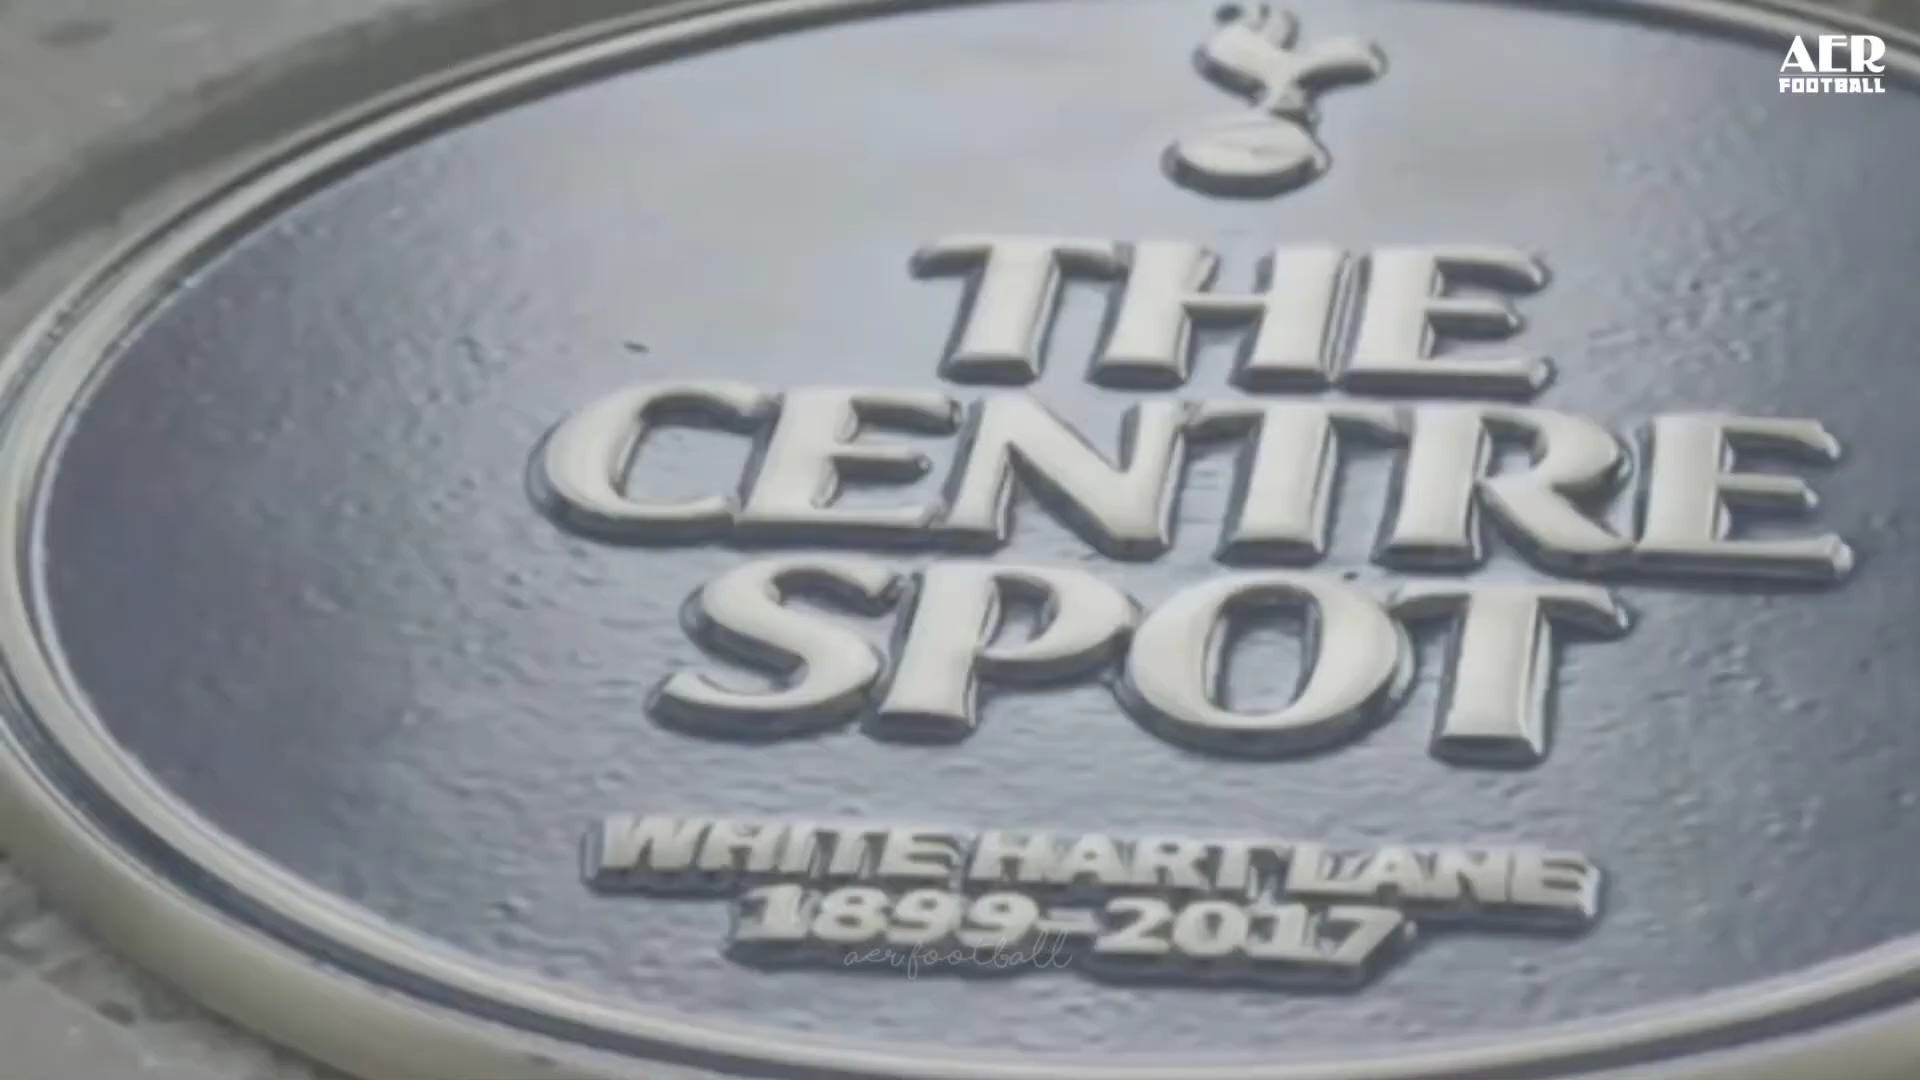 AER
FOOTBALL
THE
CENTRE
SPOT
WHITE HART LANE
1899-2017
aerfootball